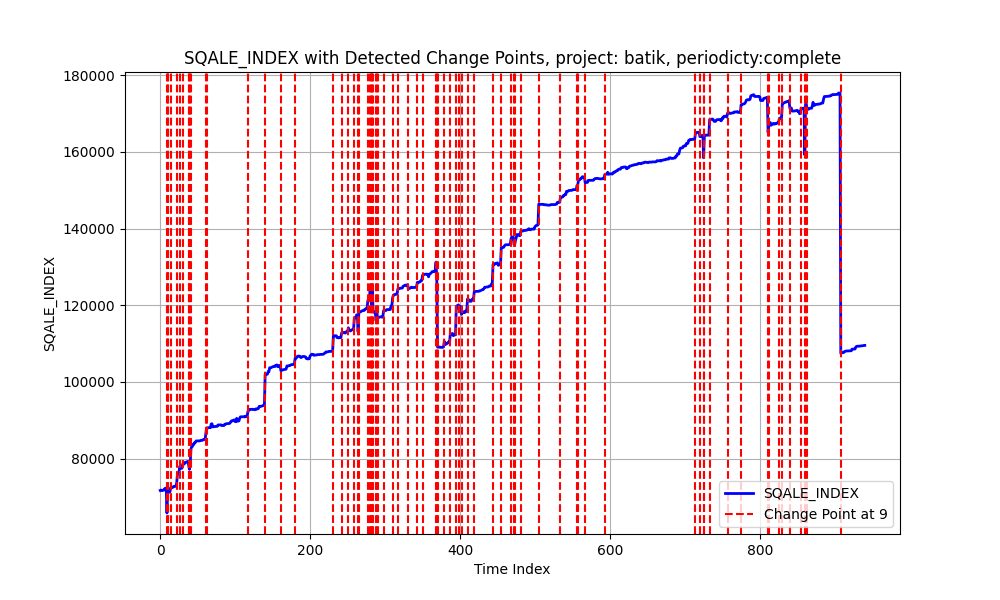 SQALE_INDEX with Detected Change Points, project: batik, periodicty:complete
180000
160000
140000
120000
100000
80000
SQALE_INDEX
0
200
400
600
800
Time Index
SQALE_INDEX
Change Point at 9